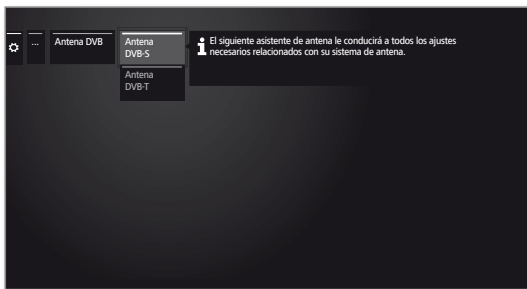 ... Antena DVB
Antena
DVB-S
El siguiente asistente de antena le conducirá a todos los ajustes
necesarios relacionados con su sistema de antena.
Antena
DVB-T